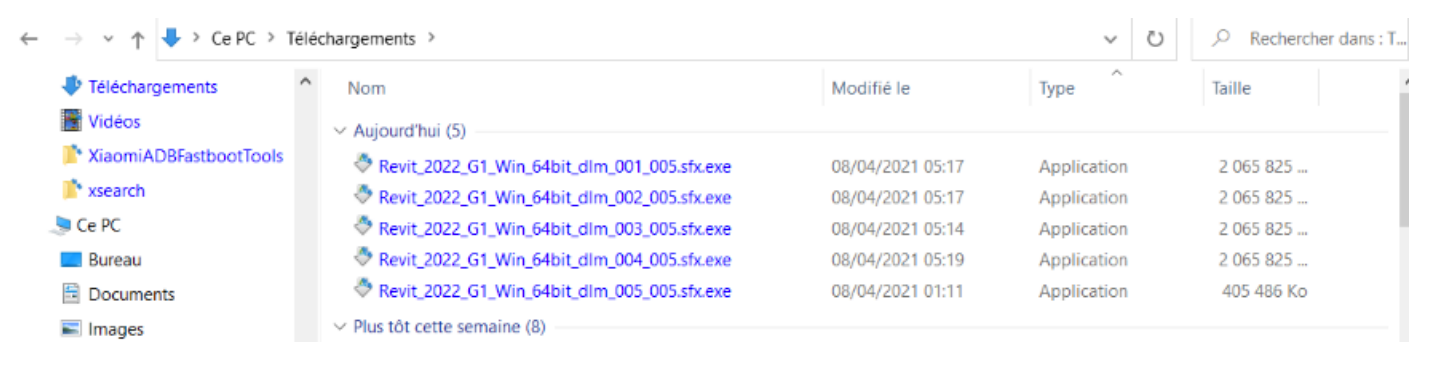 Ce PC > Téléchargements >
Rechercher dans : T...
Téléchargements
Vidéos
XiaomiADBFastbootTools
xsearch
Ce PC
Bureau
Documents
Images
Nom Modifié le Type Taille
Aujourd'hui (5)
Revit_2022_G1_Win_64bit_dlm_001_005.sfx.exe 08/04/2021 05:17 Application 2 065 825 ...
Revit_2022_G1_Win_64bit_dlm_002_005.sfx.exe 08/04/2021 05:17 Application 2 065 825 ...
Revit_2022_G1_Win_64bit_dlm_003_005.sfx.exe 08/04/2021 05:14 Application 2 065 825 ...
Revit_2022_G1_Win_64bit_dlm_004_005.sfx.exe 08/04/2021 05:19 Application 2 065 825 ...
Revit_2022_G1_Win_64bit_dlm_005_005.sfx.exe 08/04/2021 01:11 Application 405 486 Ko
Plus tôt cette semaine (8)